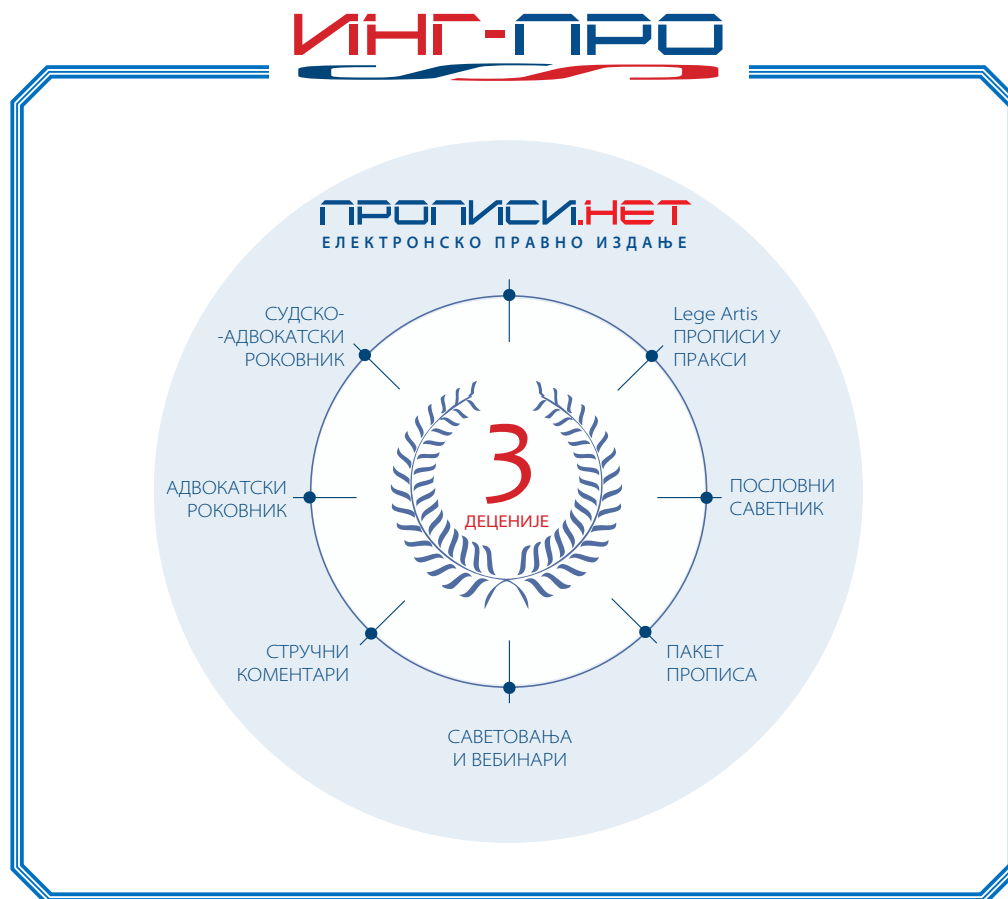 ИНГ-ПРО
ПРОПИСИ.НЕТ
ЕЛЕКТРОНСКО ПРАВНО ИЗДАЊЕ
СУДСКО-
-АДВОКАТСКИ
РОКОВНИК
Lege Artis
ПРОПИСИ У
ПРАКСИ
3
ДЕЦЕНИЈЕ
АДВОКАТСКИ
РОКОВНИК
ПОСЛОВНИ
САВЕТНИК
СТРУЧНИ
КОМЕНТАРИ
ПАКЕТ
ПРОПИСА
САВЕТОВАЊА
И ВЕБИНАРИ